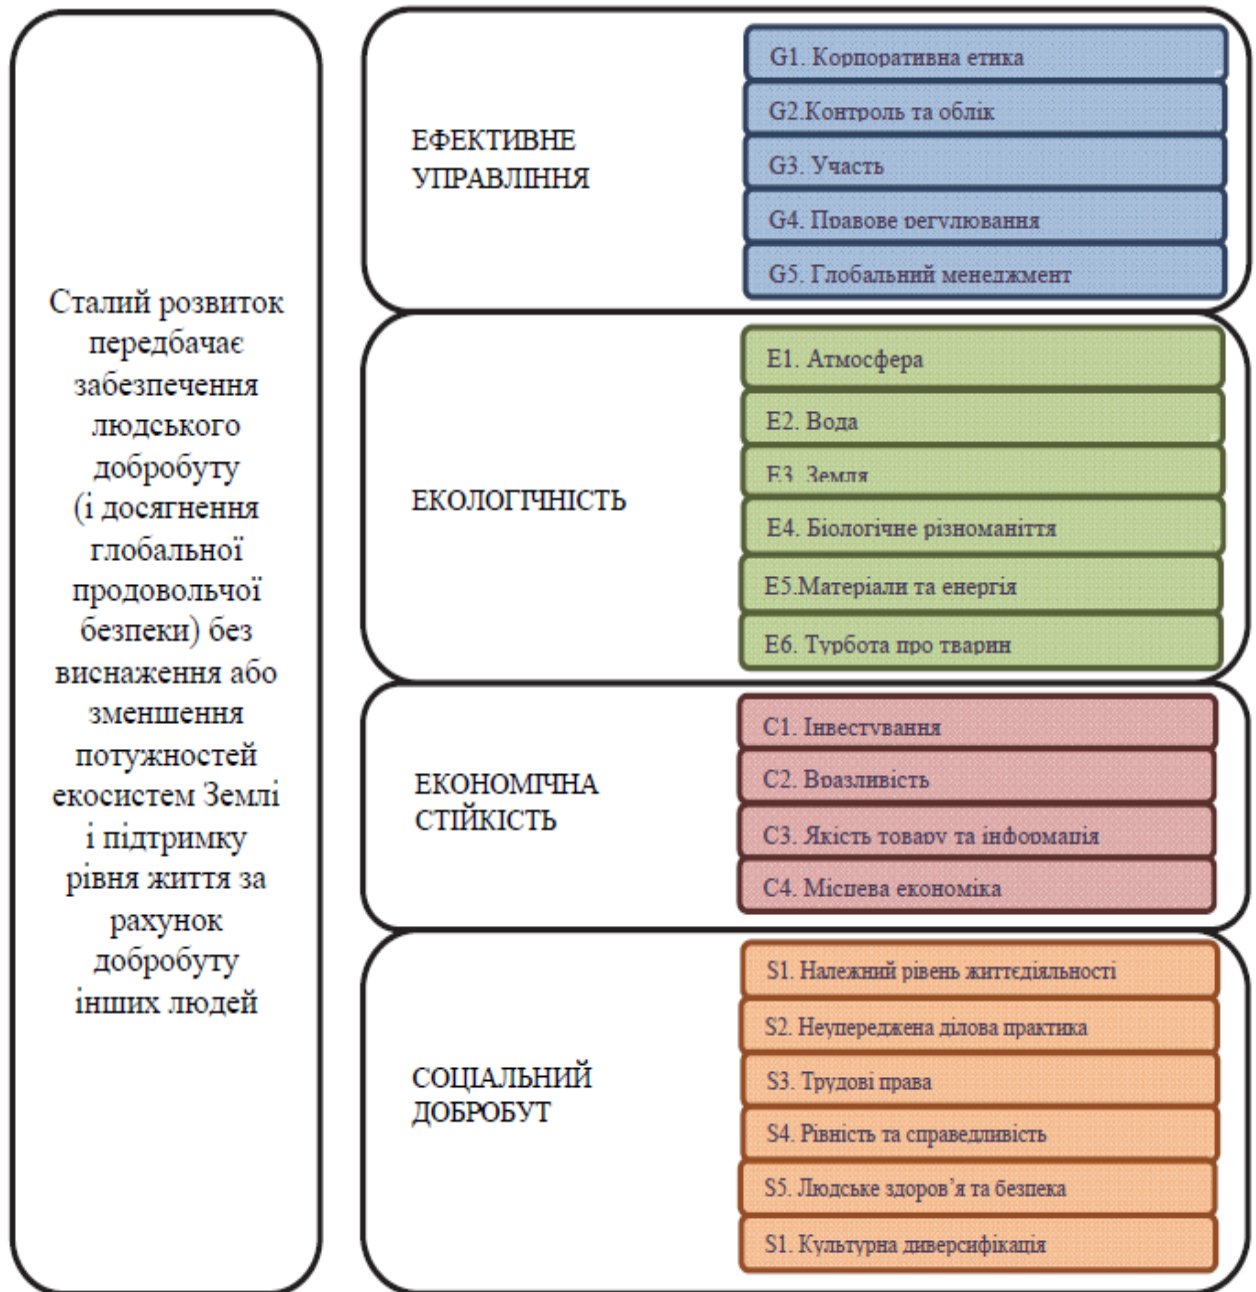 Сталий розвиток
передбачає
забезпечення
людського
добробуту
(і досягнення
глобальної
продовольчої
безпеки) без
виснаження або
зменшення
потужностей
екосистем Землі
і підтримку
рівня життя за
рахунок
добробуту
інших людей
ЕФЕКТИВНЕ
УПРАВЛІННЯ
G1. Корпоративна етика
G2.Контроль та облік
G3. Участь
G4. Правове регулювання
G5. Глобальний менеджмент
ЕКОЛОГІЧНІСТЬ
E1. Атмосфера
E2. Вода
E3. Земля
E4. Біологічне різноманіття
E5.Матеріали та енергія
E6. Турбота про тварин
ЕКОНОМІЧНА
СТІЙКІСТЬ
C1. Інвестування
C2. Вразливість
C3. Якість товару та інформація
C4. Місцева економіка
СОЦІАЛЬНИЙ
ДОБРОБУТ
S1. Належний рівень життєдіяльності
S2. Неупереджена ділова практика
S3. Трудові права
S4. Рівність та справедливість
S5. Людське здоров’я та безпека
S1. Культурна диверсифікація